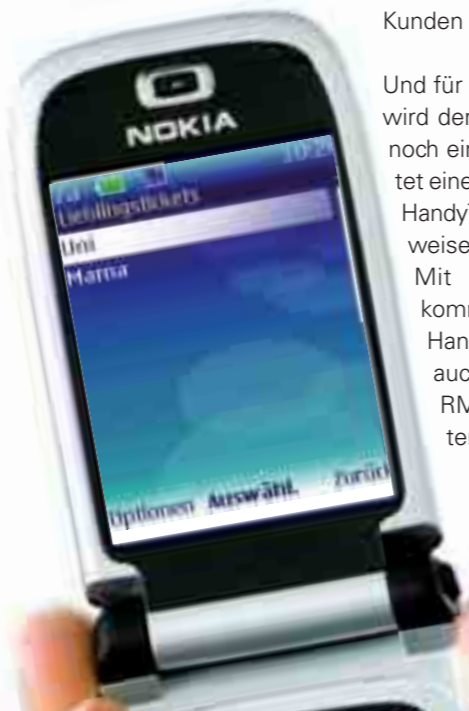 Kunden
Und für
wird der
noch ein
tet eine
Handy
weise
Mit
komm
Han
auc
RM
ter
NOKIA
Lieblingstickets
Uni
Mama
Optionen Auswähl. Zurück